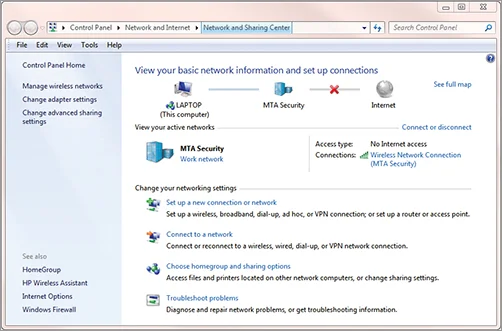 Control Panel ▸ Network and Internet ▸ Network and Sharing Center
Search Control Panel
File Edit View Tools Help
Control Panel Home
Manage wireless networks
Change adapter settings
Change advanced sharing
settings
See also
HomeGroup
HP Wireless Assistant
Internet Options
Windows Firewall
View your basic network information and set up connections
See full map
LAPTOP
(This computer)
MTA Security
Internet
View your active networks
Connect or disconnect
MTA Security
Work network
Access type: No Internet access
Connections: Wireless Network Connection
(MTA Security)
Change your networking settings
Set up a new connection or network
Set up a wireless, broadband, dial-up, ad hoc, or VPN connection; or set up a router or access point.
Connect to a network
Connect or reconnect to a wireless, wired, dial-up, or VPN network connection.
Choose homegroup and sharing options
Access files and printers located on other network computers, or change sharing settings.
Troubleshoot problems
Diagnose and repair network problems, or get troubleshooting information.